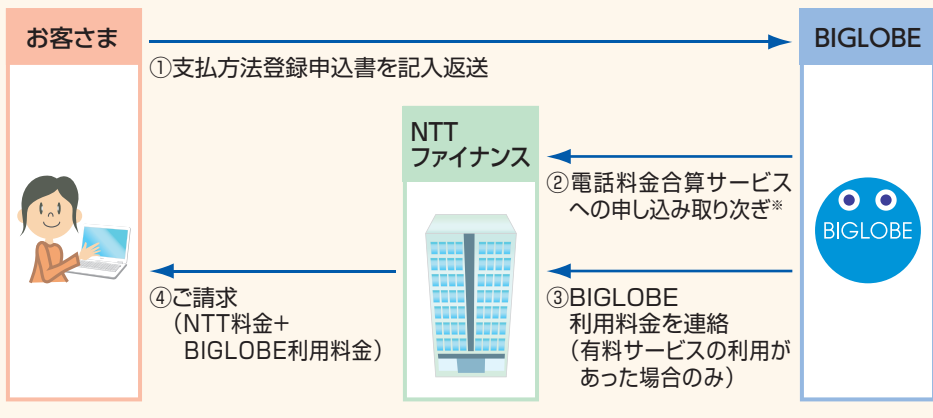 お客さま
BIGLOBE
①支払方法登録申込書を記入返送
NTT
ファイナンス
②電話料金合算サービス
への申し込み取り次ぎ※
BIGLOBE
③BIGLOBE
利用料金を連絡
（有料サービスの利用が
あった場合のみ）
④ご請求
（NTT料金＋
BIGLOBE利用料金）